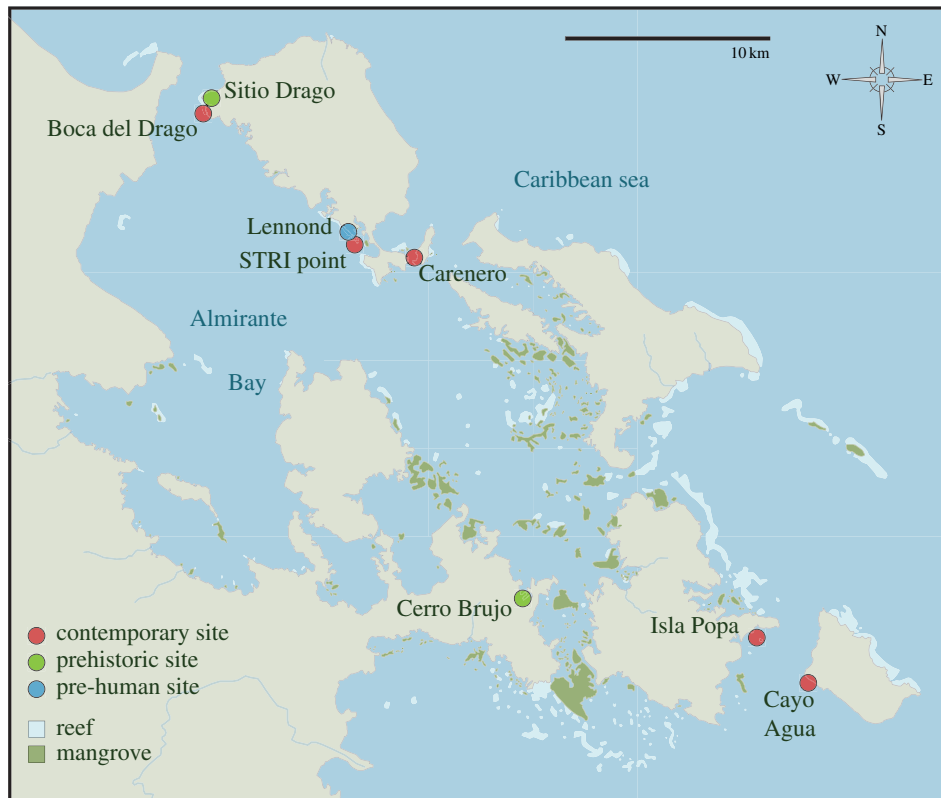 10 km
N
W E
S
Sitio Drago
Boca del Drago
Caribbean sea
Lennond
STRI point
Carenero
Almirante
Bay
Cerro Brujo
Isla Popa
Cayo
Agua
contemporary site
prehistoric site
pre-human site
reef
mangrove